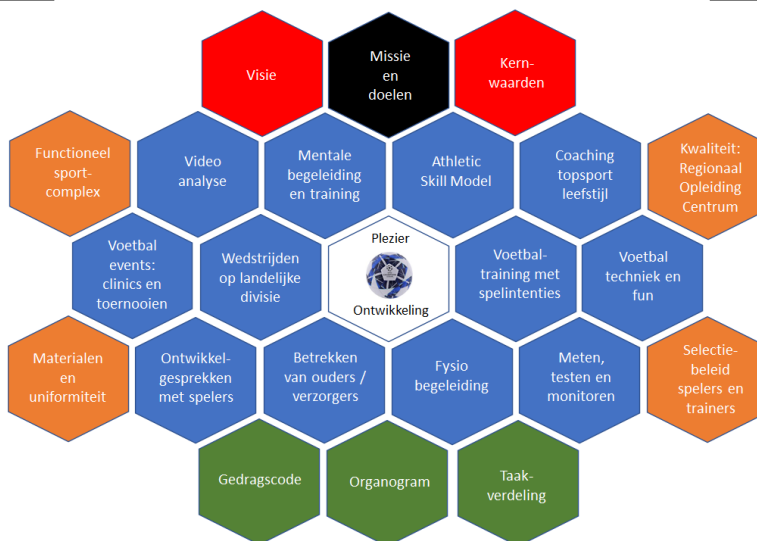 Visie
Missie
en
doelen
Kern-
waarden
Functioneel
sport-
complex
Video
analyse
Mentale
begeleiding
en training
Athletic
Skill Model
Coaching
topsport
leefstijl
Kwaliteit:
Regionaal
Opleiding
Centrum
Voetbal
events:
clinics en
toernooien
Wedstrijden
op landelijke
divisie
Plezier
Ontwikkeling
Voetbal-
training met
spelintenties
Voetbal
techniek en
fun
Materialen
en
uniformiteit
Ontwikkel-
gesprekken
met spelers
Betrekken
van ouders /
verzorgers
Fysio
begeleiding
Meten,
testen en
monitoren
Selectie-
beleid
spelers en
trainers
Gedragscode
Organogram
Taak-
verdeling